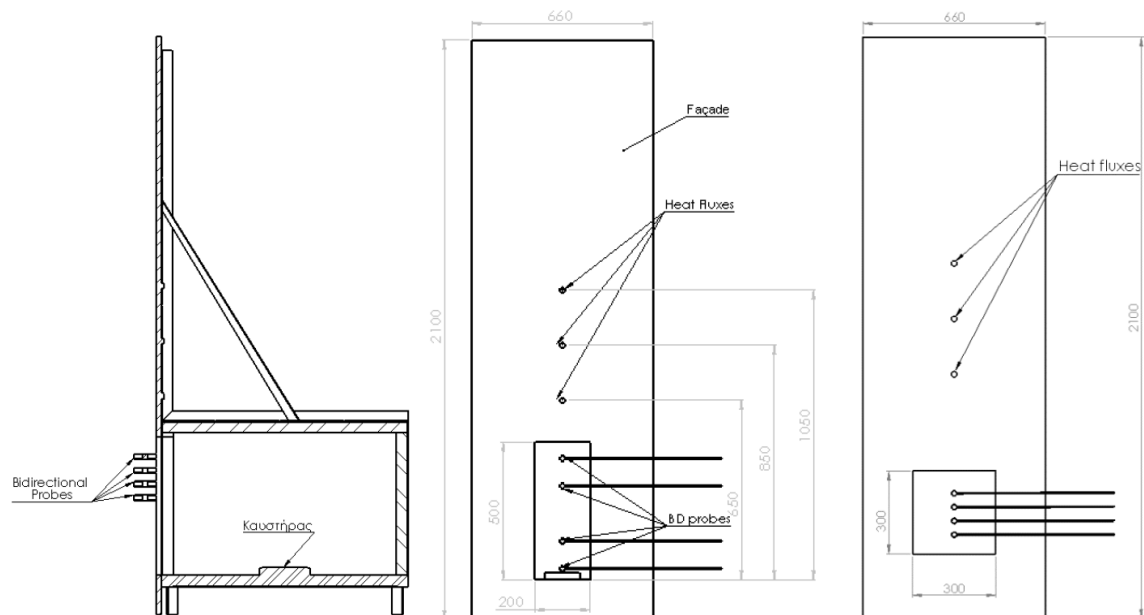 Bidirectional
Probes
Καυστήρας
660
2100
Façade
Heat Fluxes
1050
850
650
500
BD probes
200
660
Heat fluxes
2100
300
300